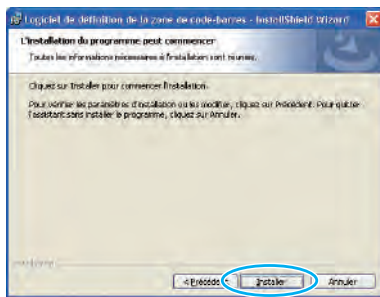 Logiciel de définition de la zone de code-barres - InstallShield Wizard
L'installation du programme peut commencer
Toutes les informations nécessaires à l'installation sont réunies.
Cliquez sur Installer pour commencer l'installation.
Pour vérifier les paramètres d'installation ou les modifier, cliquez sur Précédent. Pour quitter
l'assistant sans installer le programme, cliquez sur Annuler.
InstallShield
< Précédent
Installer
Annuler